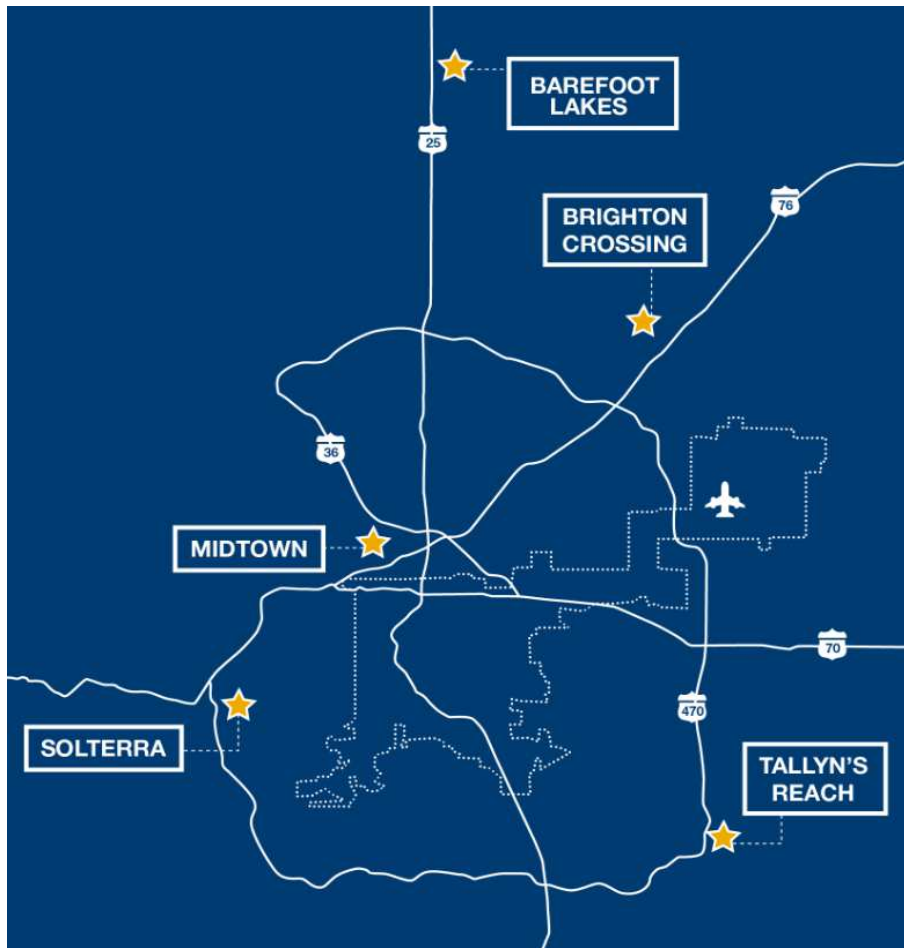 BAREFOOT
LAKES
25
76
BRIGHTON
CROSSING
36
MIDTOWN
70
470
SOLTERRA
TALLYN'S
REACH